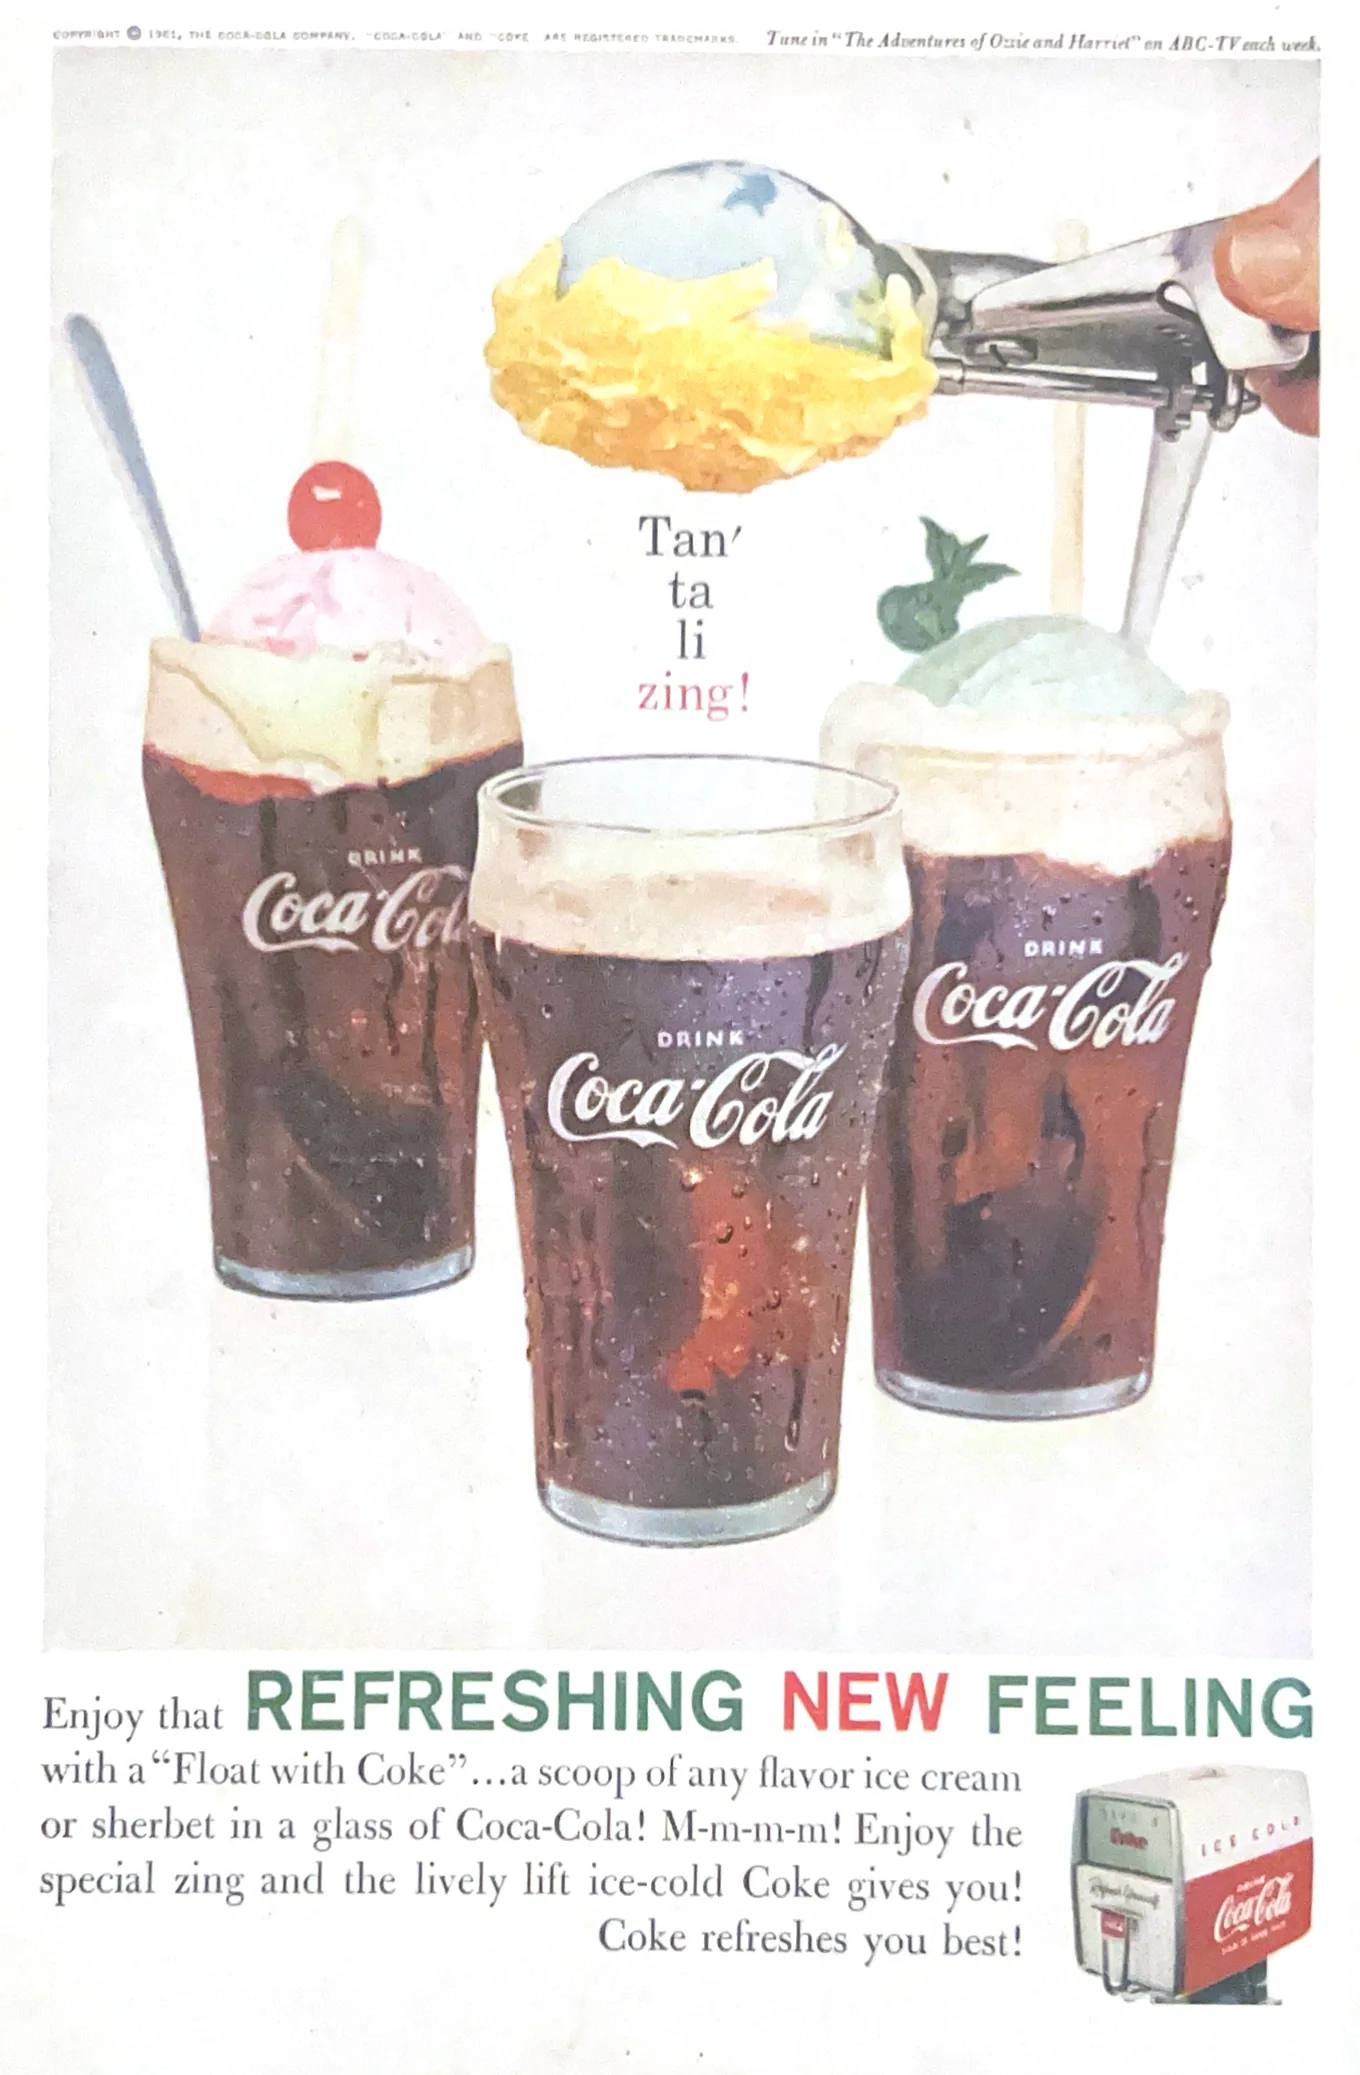 COPYRIGHT © 1961, THE COCA-COLA COMPANY. "COCA-COLA" AND "COKE" ARE REGISTERED TRADEMARKS. Tune in "The Adventures of Ozzie and Harriet" on ABC-TV each week.
Tan′
ta
li
zing!
DRINK
Coca-Col
DRINK
Coca-Cola
DRINK
Coca-Cola
Enjoy that REFRESHING NEW FEELING
with a "Float with Coke"...a scoop of any flavor ice cream
or sherbet in a glass of Coca-Cola! M-m-m-m! Enjoy the
special zing and the lively lift ice-cold Coke gives you!
Coke refreshes you best!
ICE COLD
DRINK
Coca-Cola